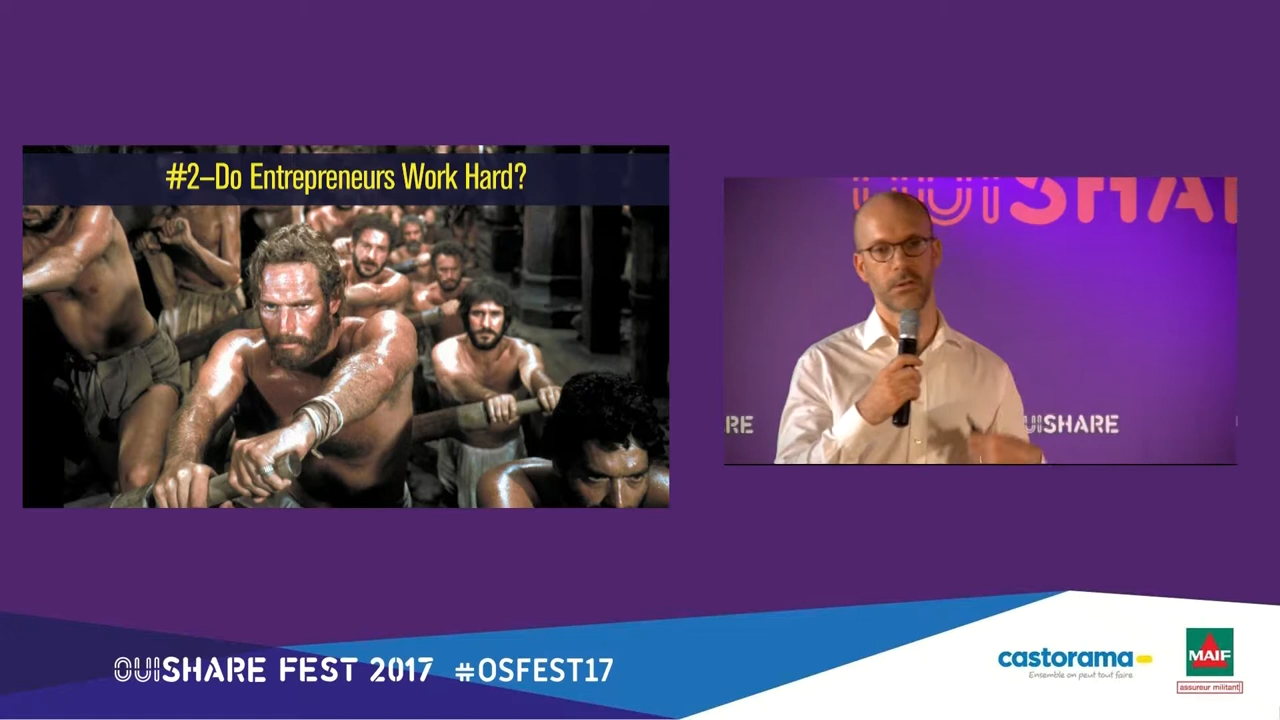 #2–Do Entrepreneurs Work Hard?
OUISHAR
RE
UISHARE
OUISHARE FEST 2017 #OSFEST17
castorama
Ensemble on peut tout faire
MAIF
assureur militant